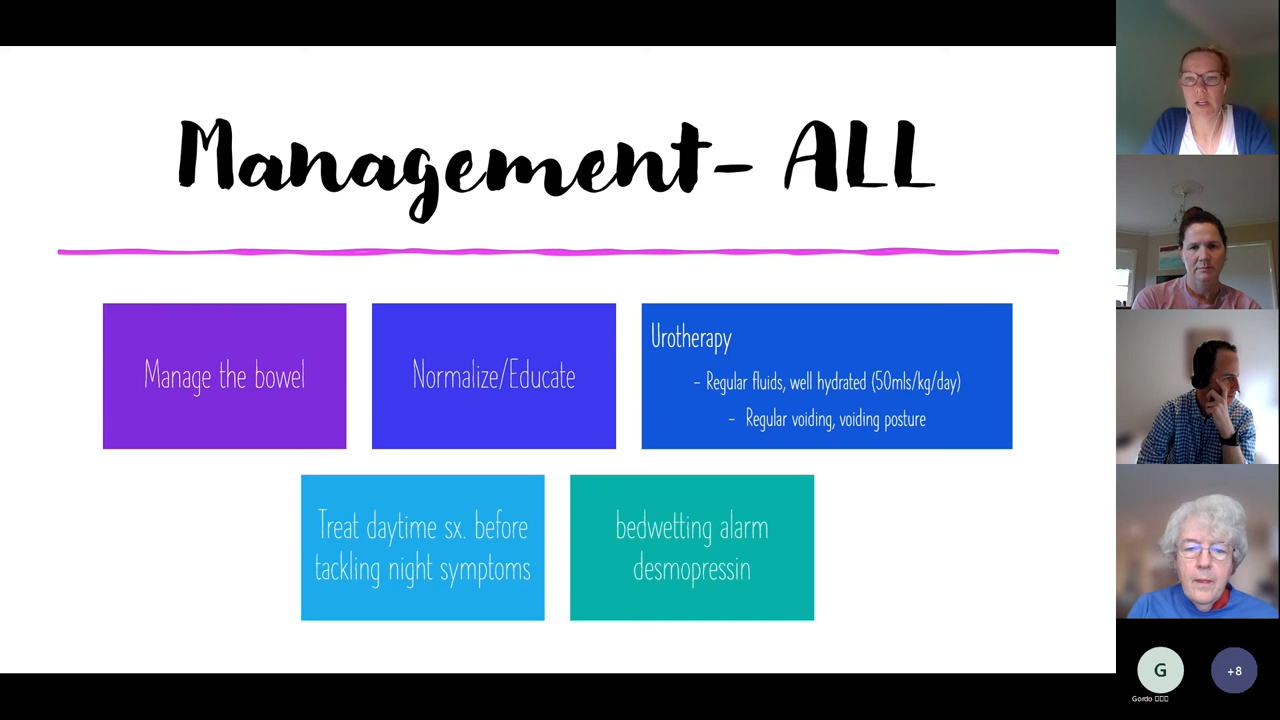 Management- ALL
Manage the bowel
Normalize/Educate
Urotherapy
- Regular fluids, well hydrated (50mls/kg/day)
- Regular voiding, voiding posture
Treat daytime sx. before
tackling night symptoms
bedwetting alarm
desmopressin
G
+8
Gordo